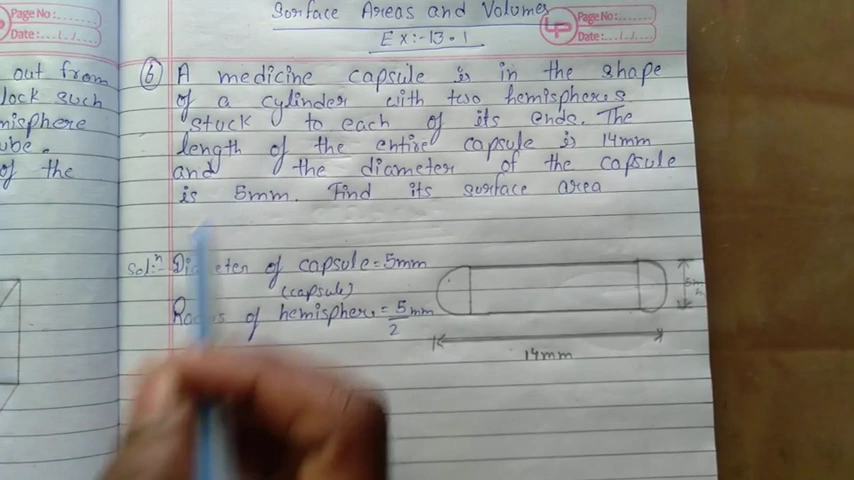 Page No:
Date:
out from
lock such
misphere
ube.
of the
Surface Areas and Volumes
Ex:- 13.1
LP
Page No:
Date:
6 A medicine capsule is in the shape
of a cylinder with two hemispheres
stuck to each of its ends. The
length of the entire capsule is 14mm
and the diameter of the capsule
is 5mm. Find its surface area
Sol:n- Diameter of capsule = 5mm
(capsule)
Radius of hemisphere = 5/2 mm
5m
14mm